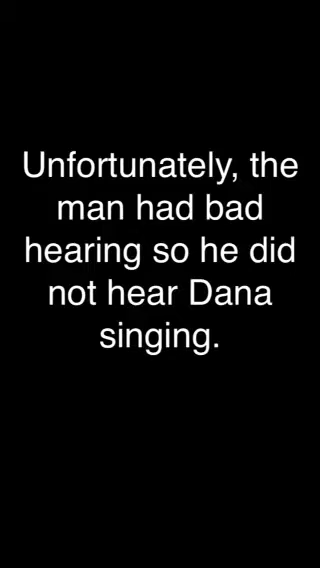 Unfortunately, the
man had bad
hearing so he did
not hear Dana
singing.